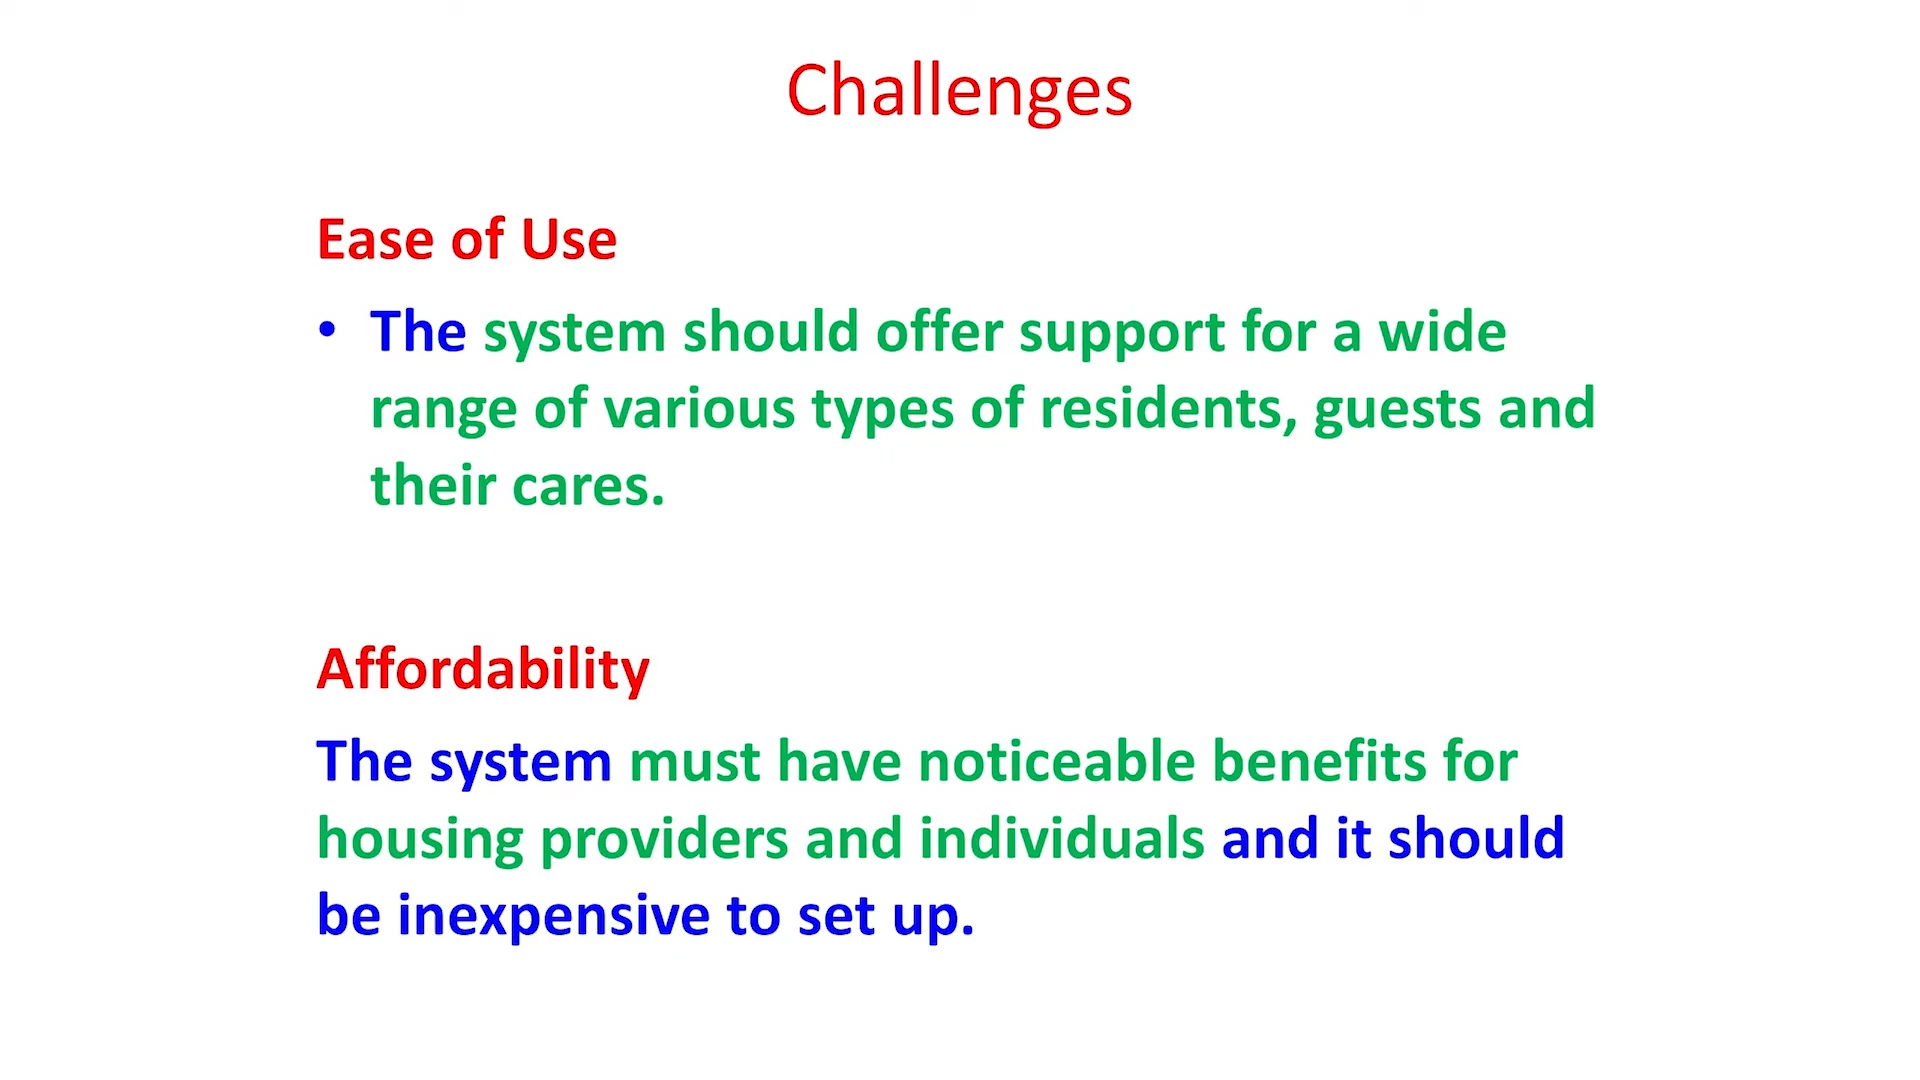 Challenges
Ease of Use
• The system should offer support for a wide
range of various types of residents, guests and
their cares.
Affordability
The system must have noticeable benefits for
housing providers and individuals and it should
be inexpensive to set up.